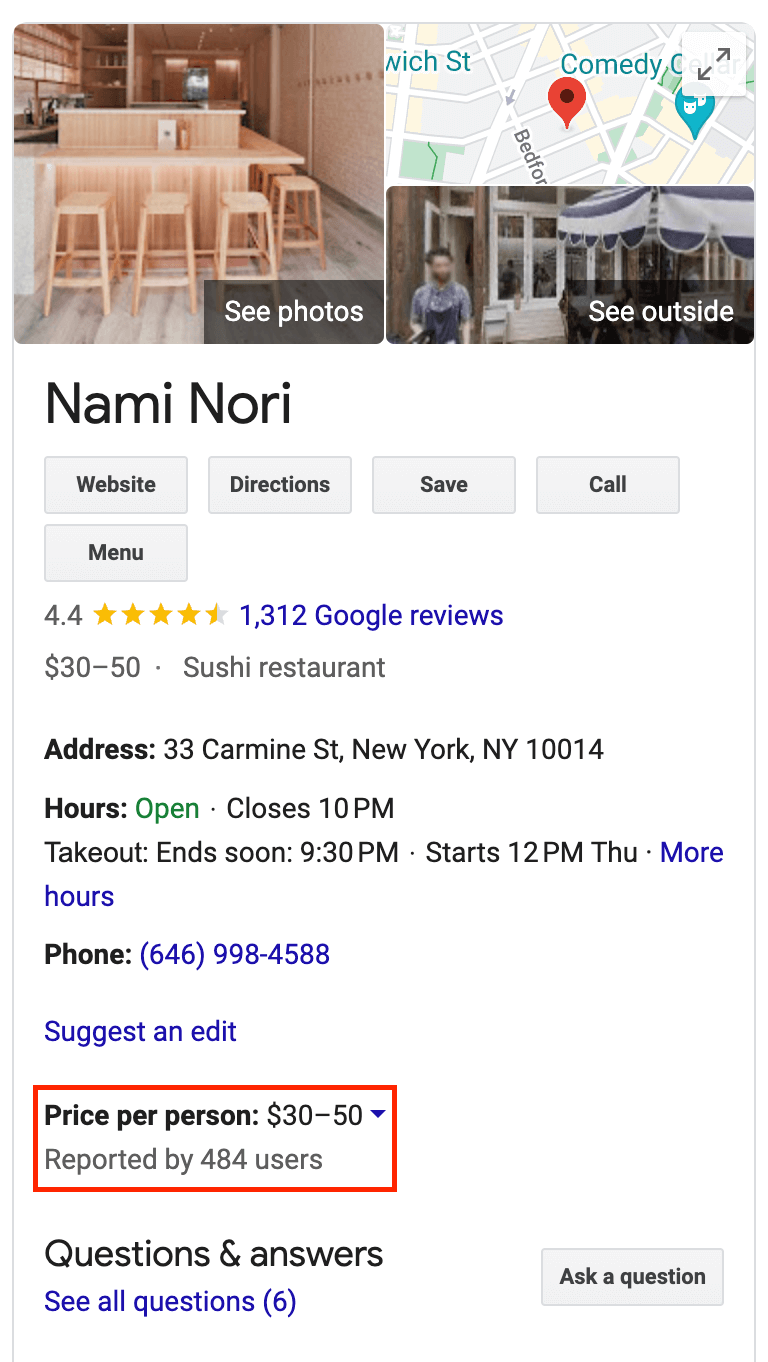 wich St
Comedy Cellar
Bedfor
See photos
See outside
Nami Nori
Website
Directions
Save
Call
Menu
4.4 1,312 Google reviews
$30–50 · Sushi restaurant
Address: 33 Carmine St, New York, NY 10014
Hours: Open · Closes 10 PM
Takeout: Ends soon: 9:30 PM · Starts 12 PM Thu · More
hours
Phone: (646) 998-4588
Suggest an edit
Price per person: $30–50
Reported by 484 users
Questions & answers
See all questions (6)
Ask a question